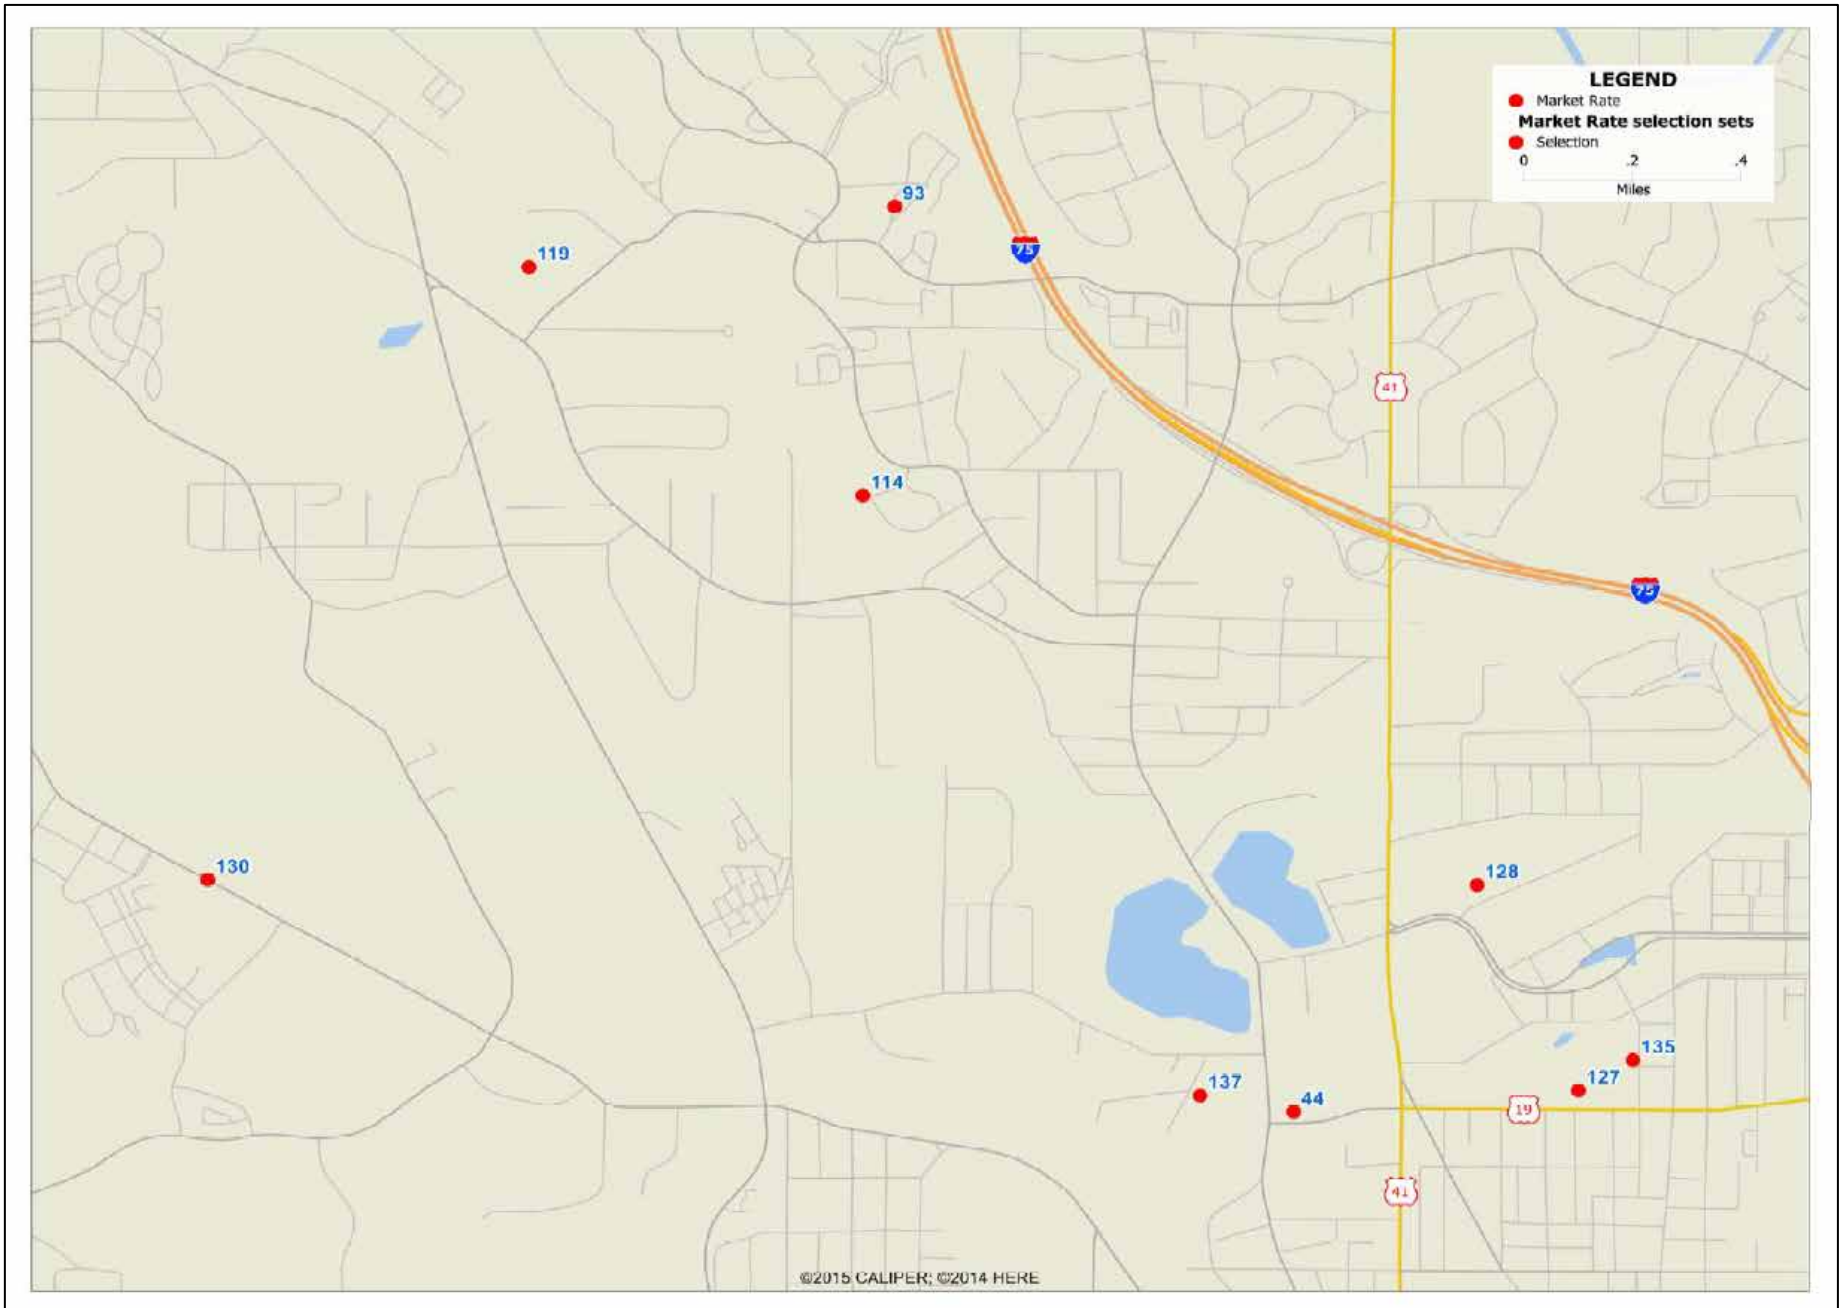 LEGEND
Market Rate
Market Rate selection sets
Selection
0 .2 .4
Miles
93
119
75
41
114
75
130
128
135
127
137
44
19
41
©2015 CALIPER; ©2014 HERE